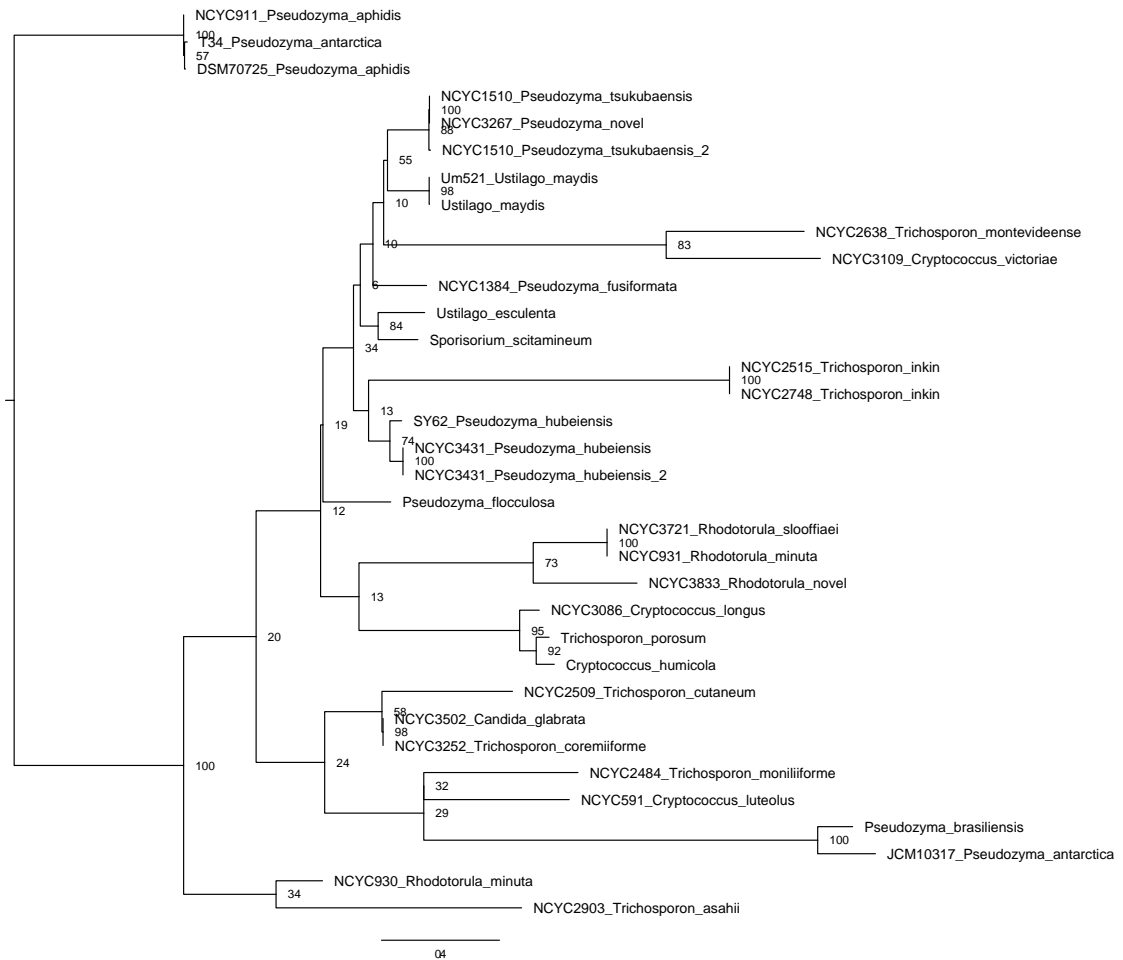 NCYC911_Pseudozyma_aphidis
100
T34_Pseudozyma_antarctica
57
DSM70725_Pseudozyma_aphidis
NCYC1510_Pseudozyma_tsukubaensis
100
NCYC3267_Pseudozyma_novel
88
NCYC1510_Pseudozyma_tsukubaensis_2
55
Um521_Ustilago_maydis
98
10
Ustilago_maydis
NCYC2638_Trichosporon_montevideense
10
83
NCYC3109_Cryptococcus_victoriae
6
NCYC1384_Pseudozyma_fusiformata
Ustilago_esculenta
84
Sporisorium_scitamineum
34
NCYC2515_Trichosporon_inkin
100
NCYC2748_Trichosporon_inkin
13
SY62_Pseudozyma_hubeiensis
19
74
NCYC3431_Pseudozyma_hubeiensis
100
NCYC3431_Pseudozyma_hubeiensis_2
Pseudozyma_flocculosa
12
NCYC3721_Rhodotorula_slooffiaei
100
NCYC931_Rhodotorula_minuta
73
NCYC3833_Rhodotorula_novel
13
NCYC3086_Cryptococcus_longus
95
Trichosporon_porosum
20
92
Cryptococcus_humicola
NCYC2509_Trichosporon_cutaneum
58
NCYC3502_Candida_glabrata
98
NCYC3252_Trichosporon_coremiiforme
100
24
NCYC2484_Trichosporon_moniliiforme
32
NCYC591_Cryptococcus_luteolus
29
Pseudozyma_brasiliensis
100
JCM10317_Pseudozyma_antarctica
NCYC930_Rhodotorula_minuta
34
NCYC2903_Trichosporon_asahii
04